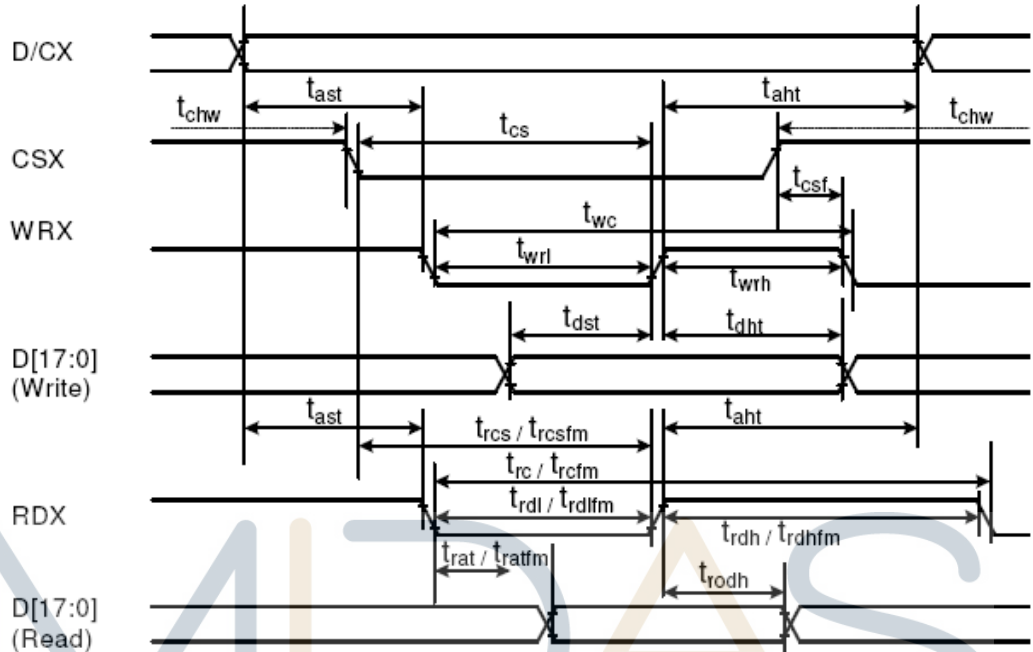 D/CX
t_ast t_aht
t_chw t_chw
t_cs
CSX
t_csf
WRX
t_wc
t_wrl
t_wrh
t_dst t_dht
D[17:0]
(Write)
t_ast t_aht
t_rcs / t_rcsfm
t_rc / t_rcfm
RDX
t_rdl / t_rdlfm
t_rdh / t_rdhfm
t_rat / t_ratfm
t_rodh
D[17:0]
(Read)
MIDAS